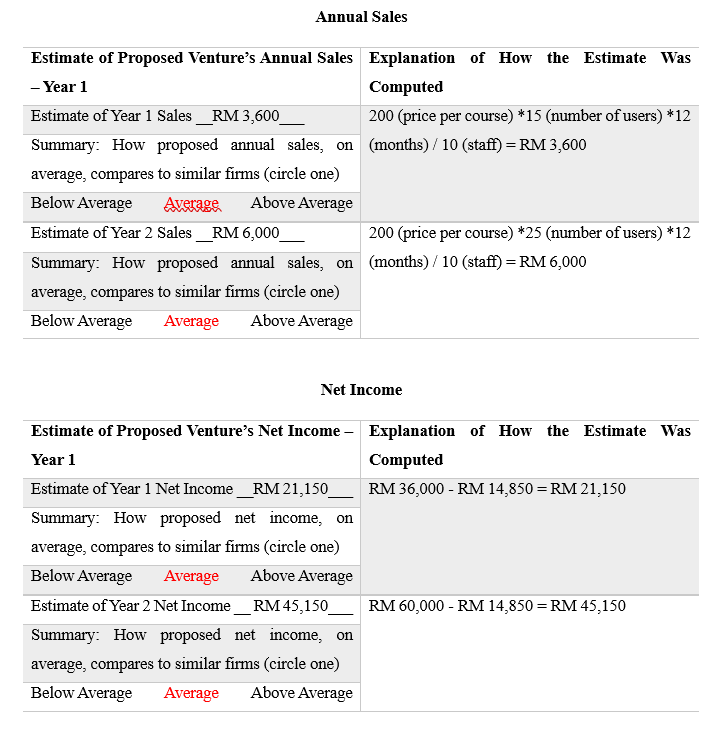 Annual Sales
Estimate of Proposed Venture's Annual Sales
– Year 1
Explanation of How the Estimate Was
Computed
Estimate of Year 1 Sales __RM 3,600___
Summary: How proposed annual sales, on
average, compares to similar firms (circle one)
Below Average Average Above Average
200 (price per course) *15 (number of users) *12
(months) / 10 (staff) = RM 3,600
Estimate of Year 2 Sales __RM 6,000___
Summary: How proposed annual sales, on
average, compares to similar firms (circle one)
Below Average Average Above Average
200 (price per course) *25 (number of users) *12
(months) / 10 (staff) = RM 6,000
Net Income
Estimate of Proposed Venture's Net Income –
Year 1
Explanation of How the Estimate Was
Computed
Estimate of Year 1 Net Income __RM 21,150___
Summary: How proposed net income, on
average, compares to similar firms (circle one)
Below Average Average Above Average
RM 36,000 - RM 14,850 = RM 21,150
Estimate of Year 2 Net Income __RM 45,150___
Summary: How proposed net income, on
average, compares to similar firms (circle one)
Below Average Average Above Average
RM 60,000 - RM 14,850 = RM 45,150